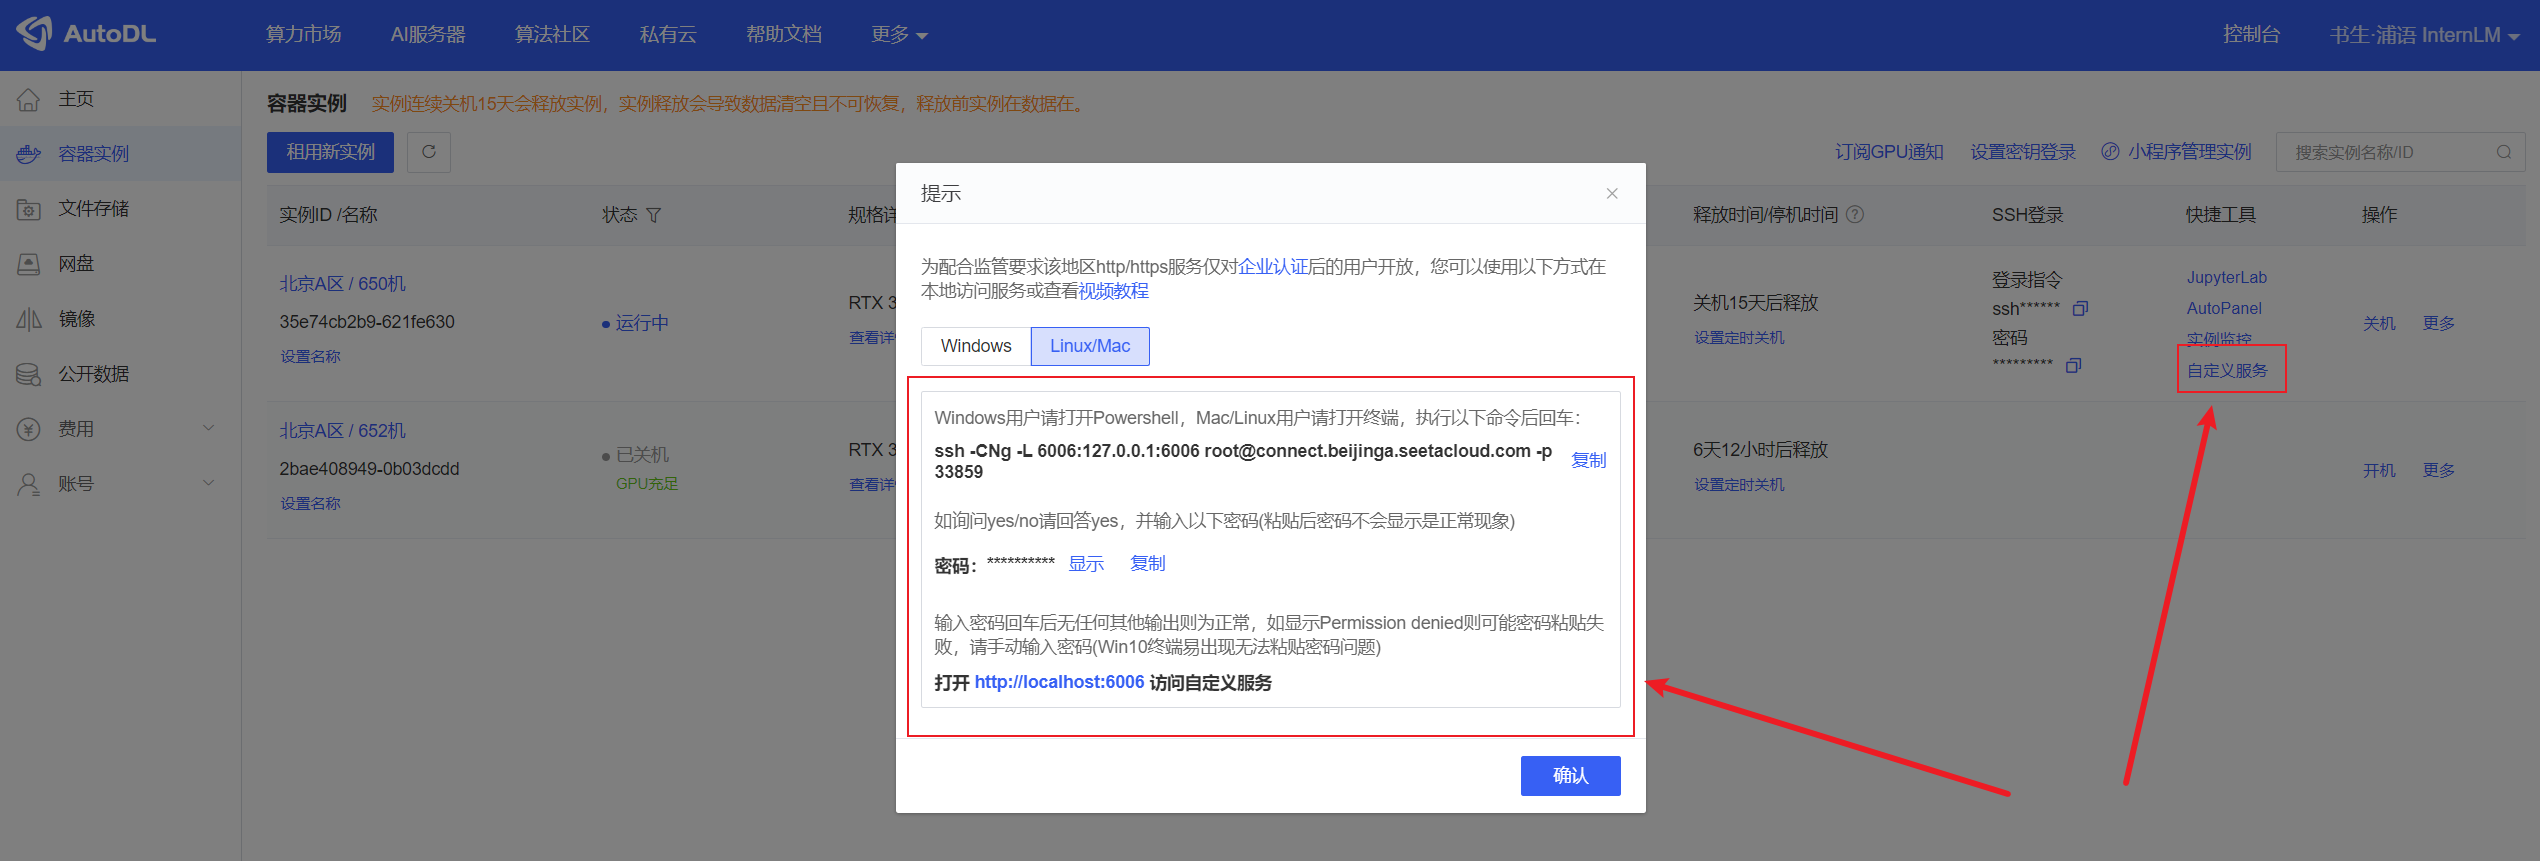 AutoDL
算力市场
AI服务器
算法社区
私有云
帮助文档
更多
控制台
书生·浦语 InternLM
主页
容器实例
文件存储
网盘
镜像
公开数据
费用
账号
容器实例
实例连续关机15天会释放实例，实例释放会导致数据清空且不可恢复，释放前实例在数据在。
租用新实例
订阅GPU通知
设置密钥登录
小程序管理实例
搜索实例名称/ID
实例ID /名称
状态
规格详
释放时间/停机时间
SSH登录
快捷工具
操作
北京A区 / 650机
35e74cb2b9-621fe630
设置名称
运行中
RTX 3
查看详
关机15天后释放
设置定时关机
登录指令
ssh******
密码
*********
JupyterLab
AutoPanel
实例监控
自定义服务
关机
更多
北京A区 / 652机
2bae408949-0b03dcdd
设置名称
已关机
GPU充足
RTX 3
查看详
6天12小时后释放
设置定时关机
开机
更多
提示
为配合监管要求该地区http/https服务仅对企业认证后的用户开放，您可以使用以下方式在
本地访问服务或查看视频教程
Windows
Linux/Mac
Windows用户请打开Powershell，Mac/Linux用户请打开终端，执行以下命令后回车：
ssh -CNg -L 6006:127.0.0.1:6006 root@connect.beijinga.seetacloud.com -p
33859
复制
如询问yes/no请回答yes，并输入以下密码(粘贴后密码不会显示是正常现象)
密码：********** 显示 复制
输入密码回车后无任何其他输出则为正常，如显示Permission denied则可能密码粘贴失
败，请手动输入密码(Win10终端易出现无法粘贴密码问题)
打开 http://localhost:6006 访问自定义服务
确认